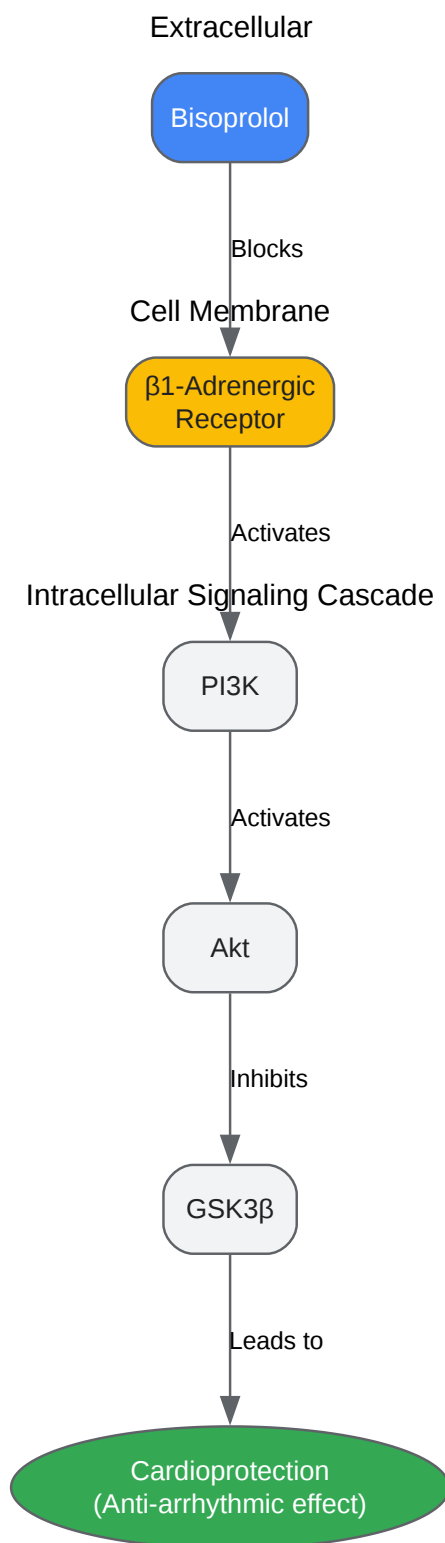 Extracellular
Bisoprolol
Blocks
Cell Membrane
β1-Adrenergic
Receptor
Activates
Intracellular Signaling Cascade
PI3K
Activates
Akt
Inhibits
GSK3β
Leads to
Cardioprotection
(Anti-arrhythmic effect)